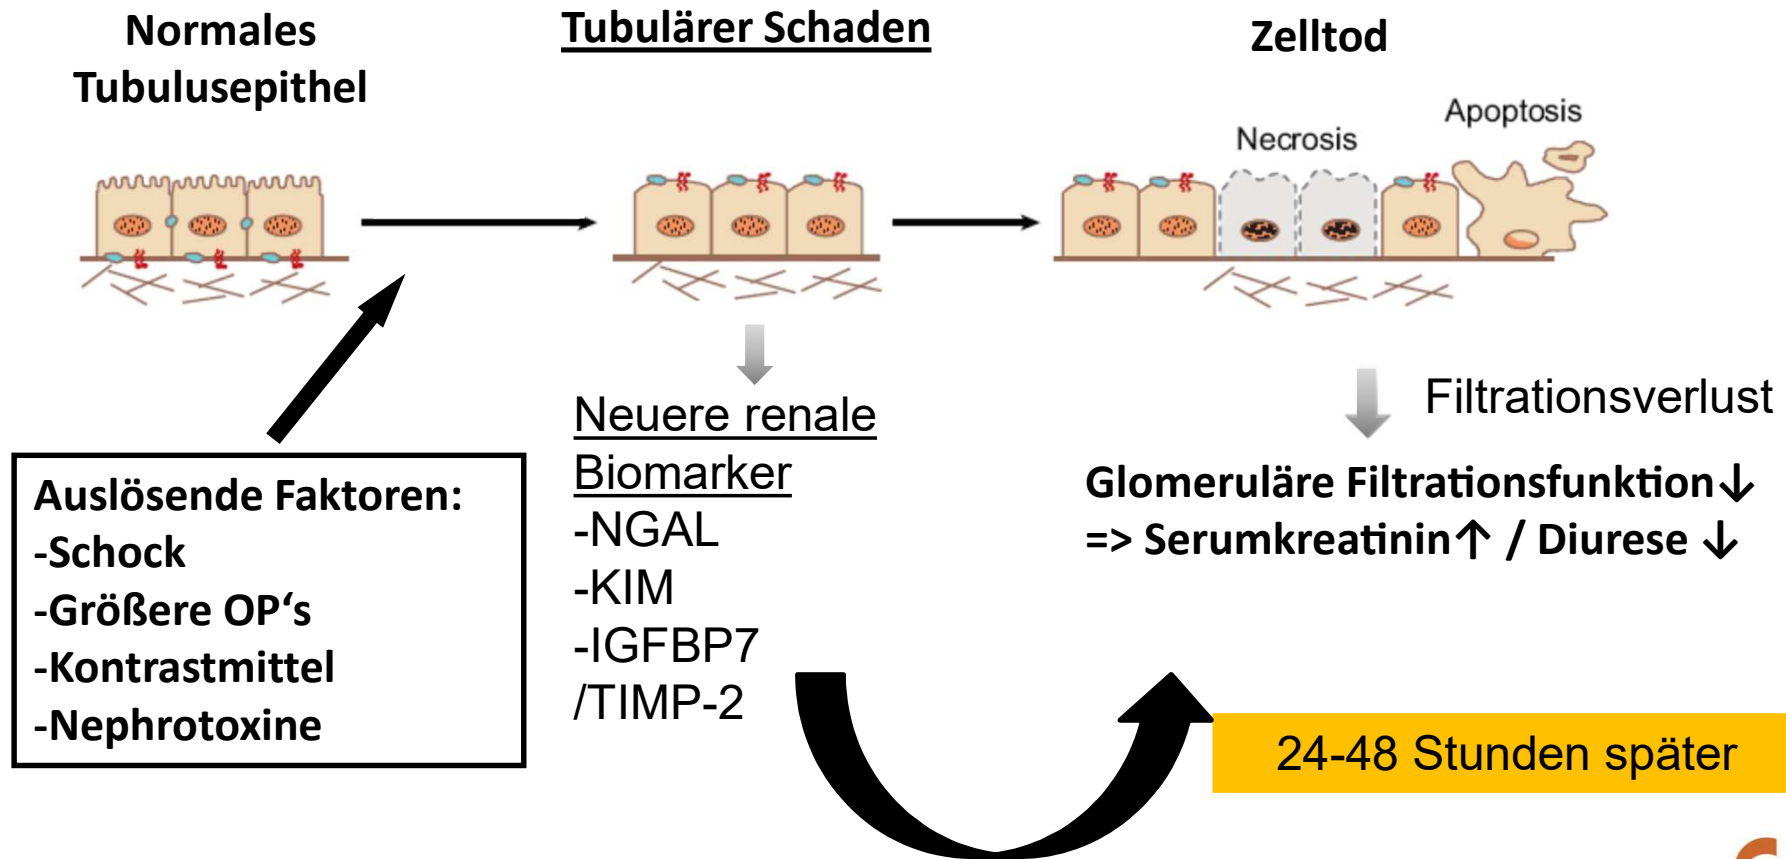 Normales
Tubulusepithel
Tubulärer Schaden
Zelltod
Necrosis
Apoptosis
Auslösende Faktoren:
-Schock
-Größere OP‘s
-Kontrastmittel
-Nephrotoxine
Neuere renale
Biomarker
-NGAL
-KIM
-IGFBP7
/TIMP-2
Filtrationsverlust
Glomeruläre Filtrationsfunktion↓
=> Serumkreatinin↑ / Diurese ↓
24-48 Stunden später